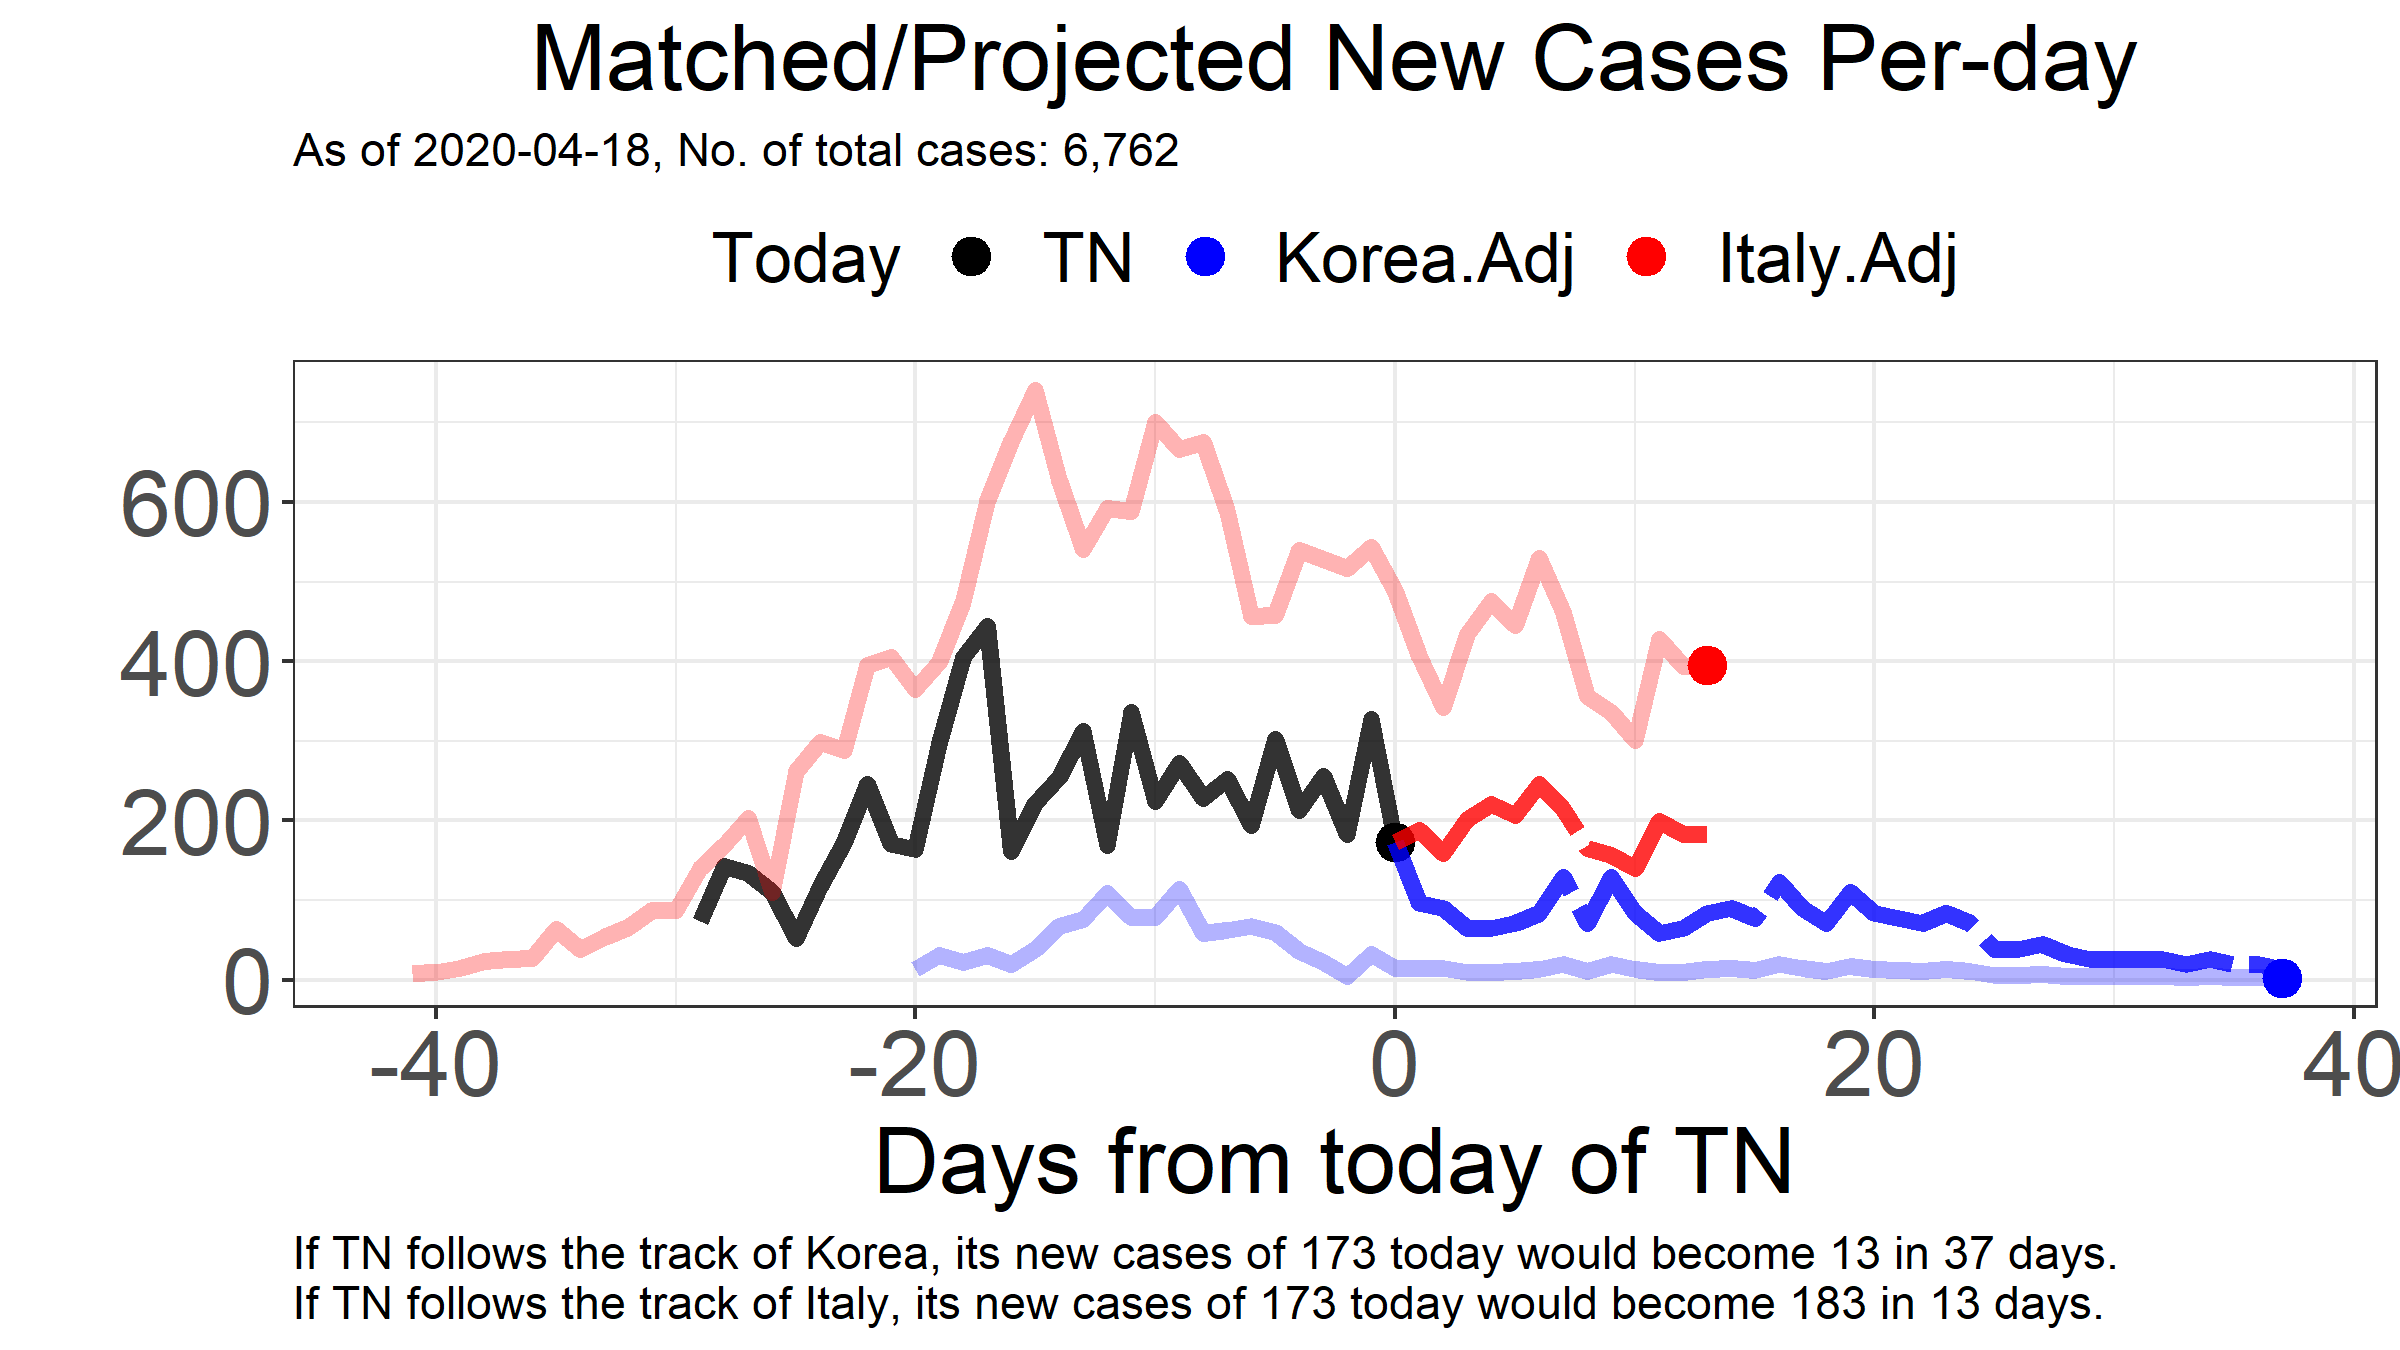 Matched/Projected New Cases Per-day
As of 2020-04-18, No. of total cases: 6,762
Today TN Korea.Adj Italy.Adj
600
400
200
0
-40 -20 0 20 40
Days from today of TN
If TN follows the track of Korea, its new cases of 173 today would become 13 in 37 days.
If TN follows the track of Italy, its new cases of 173 today would become 183 in 13 days.